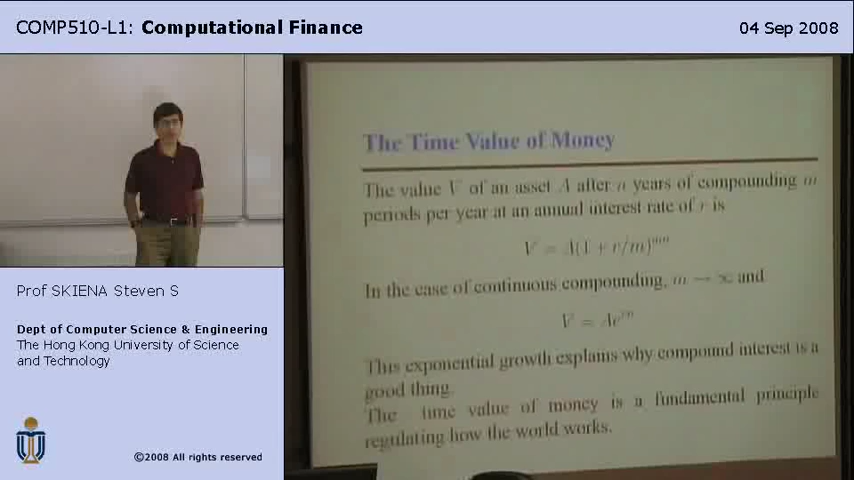 COMP510-L1: Computational Finance
04 Sep 2008
The Time Value of Money
The value V of an asset A after n years of compounding m
periods per year at an annual interest rate of r is
V = A(1 + r/m)^{mn}
In the case of continuous compounding, m → ∞ and
V = Ae^{rn}
This exponential growth explains why compound interest is a
good thing.
The time value of money is a fundamental principle
regulating how the world works.
Prof SKIENA Steven S
Dept of Computer Science & Engineering
The Hong Kong University of Science
and Technology
©2008 All rights reserved